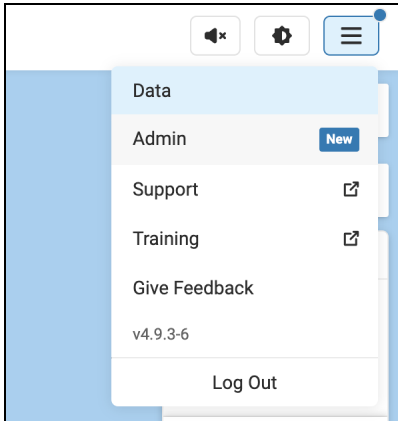 Data
Admin New
Support
Training
Give Feedback
v4.9.3-6
Log Out